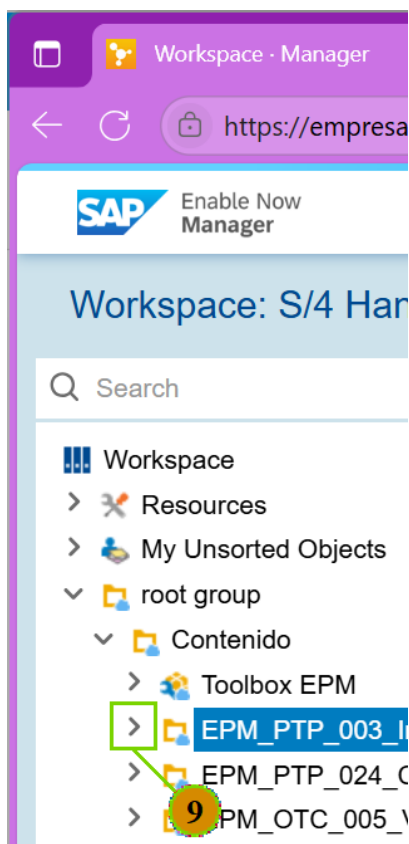 Workspace · Manager
https://empresa
SAP
Enable Now
Manager
Workspace: S/4 Han
Search
Workspace
Resources
My Unsorted Objects
root group
Contenido
Toolbox EPM
EPM_PTP_003_I
EPM_PTP_024_C
9
PM_OTC_005_V